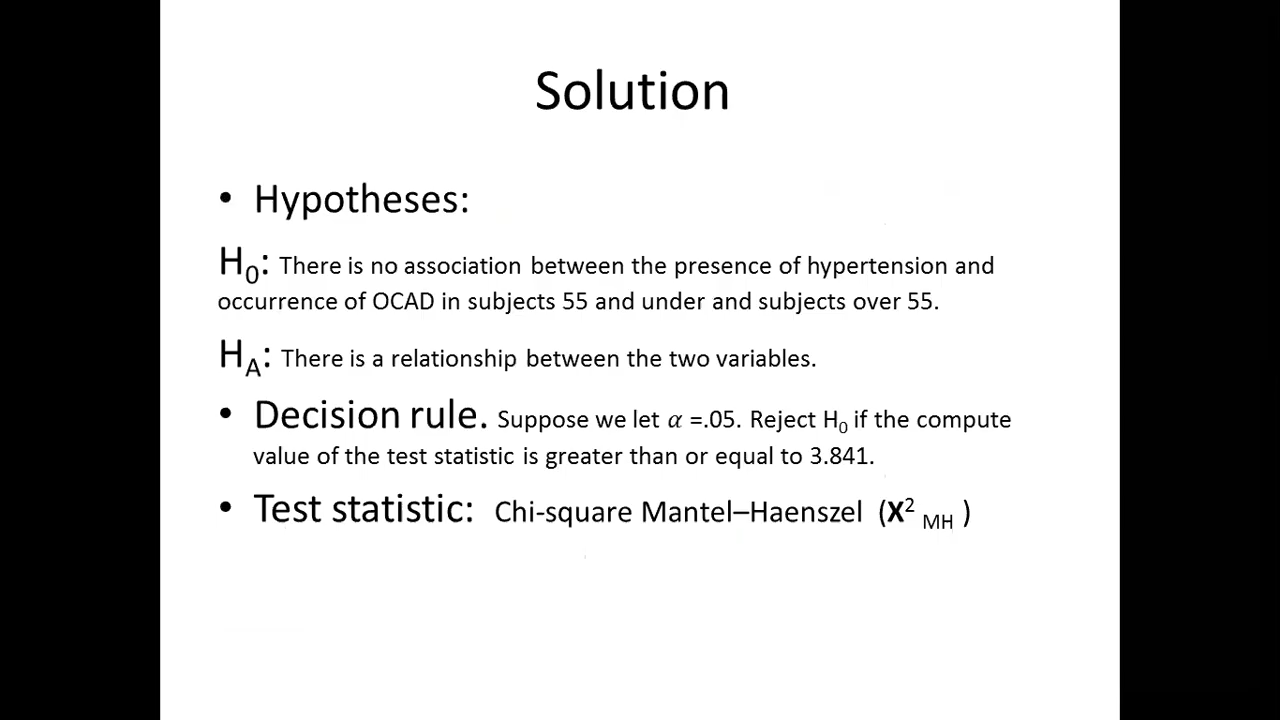 Solution
• Hypotheses:
H₀: There is no association between the presence of hypertension and
occurrence of OCAD in subjects 55 and under and subjects over 55.
H_A: There is a relationship between the two variables.
• Decision rule. Suppose we let α =.05. Reject H₀ if the compute
value of the test statistic is greater than or equal to 3.841.
• Test statistic: Chi-square Mantel–Haenszel (X² MH )